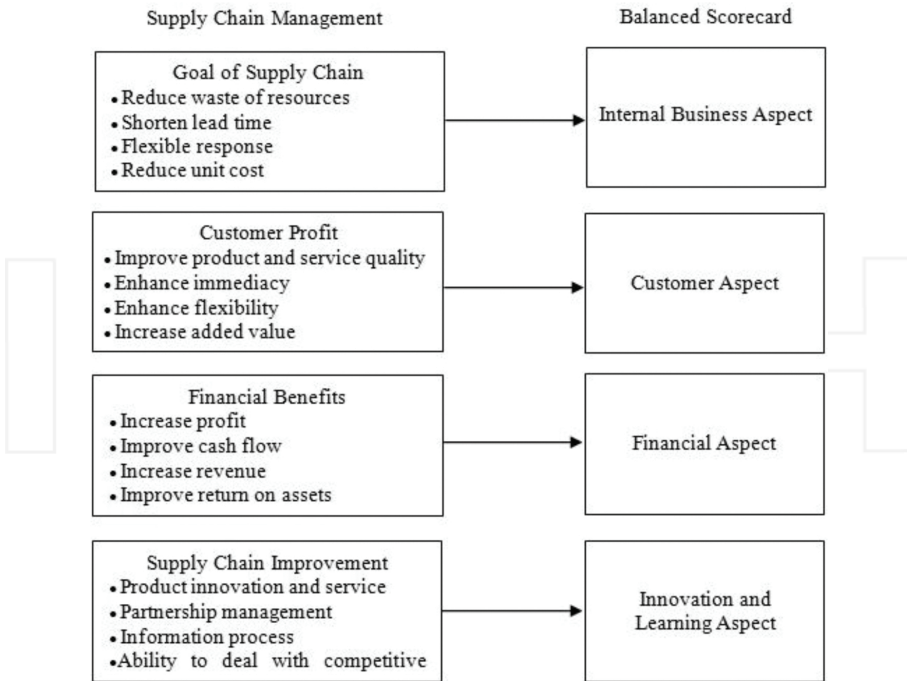 Supply Chain Management
Balanced Scorecard
Goal of Supply Chain
• Reduce waste of resources
• Shorten lead time
• Flexible response
• Reduce unit cost
Internal Business Aspect
Customer Profit
• Improve product and service quality
• Enhance immediacy
• Enhance flexibility
• Increase added value
Customer Aspect
Financial Benefits
• Increase profit
• Improve cash flow
• Increase revenue
• Improve return on assets
Financial Aspect
Supply Chain Improvement
• Product innovation and service
• Partnership management
• Information process
• Ability to deal with competitive
Innovation and
Learning Aspect